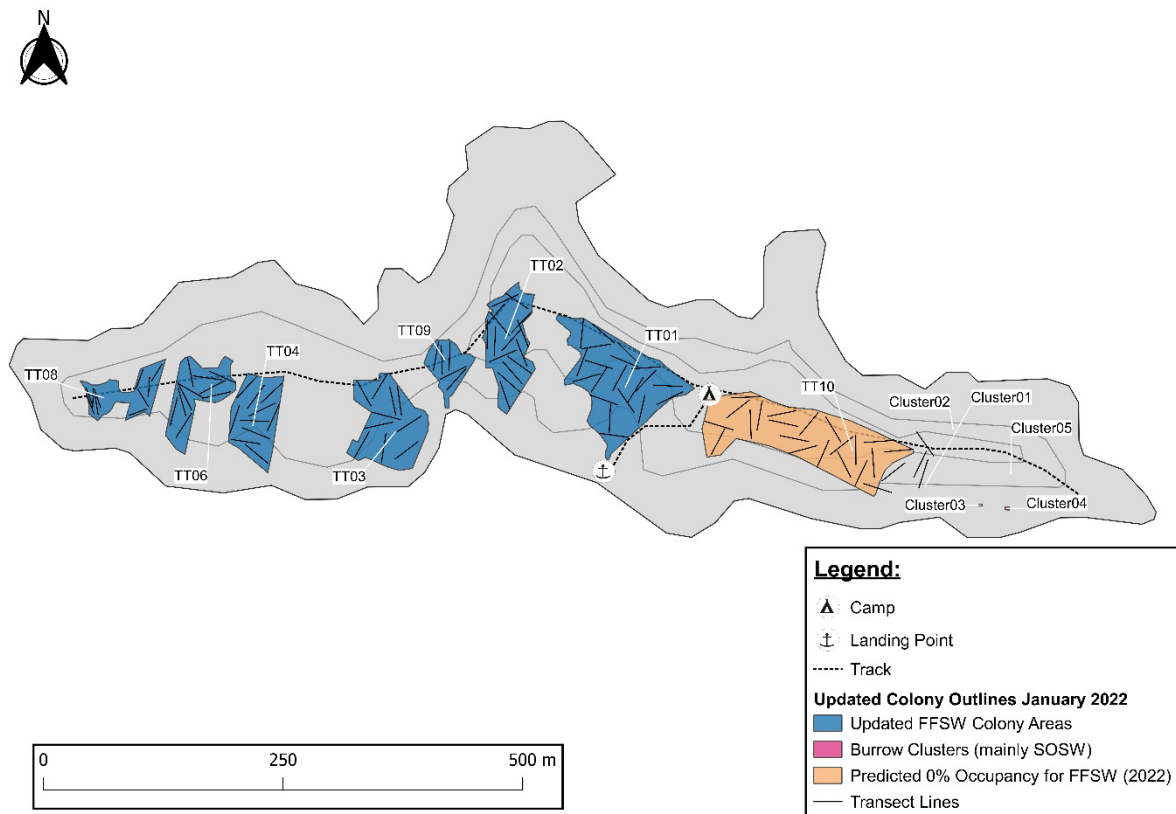 N
TT02
TT09
TT01
TT04
TT08
TT10
Cluster01
Cluster02
Cluster05
TT06
TT03
Cluster03
Cluster04
Legend:
Camp
Landing Point
Track
Updated Colony Outlines January 2022
Updated FFSW Colony Areas
Burrow Clusters (mainly SOSW)
Predicted 0% Occupancy for FFSW (2022)
Transect Lines
0 250 500 m